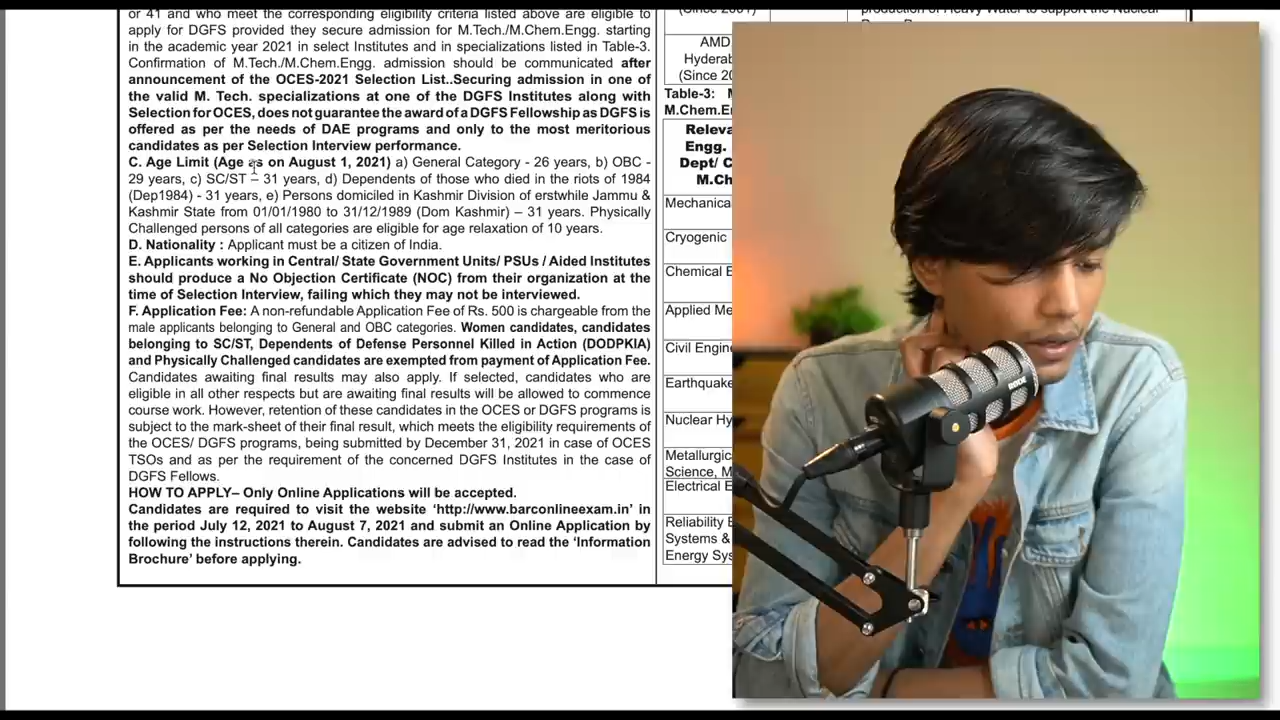 or 41 and who meet the corresponding eligibility criteria listed above are eligible to
apply for DGFS provided they secure admission for M.Tech./M.Chem.Engg. starting
in the academic year 2021 in select Institutes and in specializations listed in Table-3.
Confirmation of M.Tech./M.Chem.Engg. admission should be communicated after
announcement of the OCES-2021 Selection List..Securing admission in one of
the valid M. Tech. specializations at one of the DGFS Institutes along with
Selection for OCES, does not guarantee the award of a DGFS Fellowship as DGFS is
offered as per the needs of DAE programs and only to the most meritorious
candidates as per Selection Interview performance.
C. Age Limit (Age as on August 1, 2021) a) General Category - 26 years, b) OBC -
29 years, c) SC/ST – 31 years, d) Dependents of those who died in the riots of 1984
(Dep1984) - 31 years, e) Persons domiciled in Kashmir Division of erstwhile Jammu &
Kashmir State from 01/01/1980 to 31/12/1989 (Dom Kashmir) – 31 years. Physically
Challenged persons of all categories are eligible for age relaxation of 10 years.
D. Nationality : Applicant must be a citizen of India.
E. Applicants working in Central/ State Government Units/ PSUs / Aided Institutes
should produce a No Objection Certificate (NOC) from their organization at the
time of Selection Interview, failing which they may not be interviewed.
F. Application Fee: A non-refundable Application Fee of Rs. 500 is chargeable from the
male applicants belonging to General and OBC categories. Women candidates, candidates
belonging to SC/ST, Dependents of Defense Personnel Killed in Action (DODPKIA)
and Physically Challenged candidates are exempted from payment of Application Fee.
Candidates awaiting final results may also apply. If selected, candidates who are
eligible in all other respects but are awaiting final results will be allowed to commence
course work. However, retention of these candidates in the OCES or DGFS programs is
subject to the mark-sheet of their final result, which meets the eligibility requirements of
the OCES/ DGFS programs, being submitted by December 31, 2021 in case of OCES
TSOs and as per the requirement of the concerned DGFS Institutes in the case of
DGFS Fellows.
HOW TO APPLY– Only Online Applications will be accepted.
Candidates are required to visit the website ‘http://www.barconlineexam.in’ in
the period July 12, 2021 to August 7, 2021 and submit an Online Application by
following the instructions therein. Candidates are advised to read the ‘Information
Brochure’ before applying.
(Since 2001)
production of Heavy Water to support the Nuclear
AMD
Hyderab
(Since 20
Table-3: M
M.Chem.En
Releva
Engg.
Dept/ C
M.Ch
Mechanica
Cryogenic
Chemical E
Applied Me
Civil Engine
Earthquake
Nuclear Hy
Metallurgica
Science, M
Electrical E
Reliability E
Systems &
Energy Sys
RODE